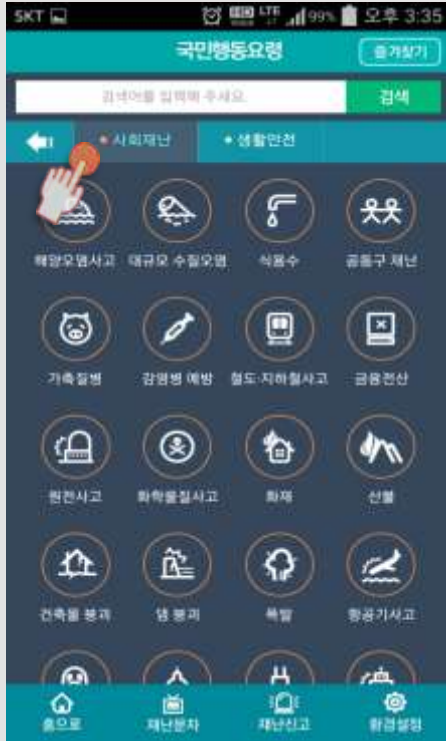 SKT LTE 99% 오후 3:35
국민행동요령 즐겨찾기
검색어를 입력해 주세요. 검색
사회재난 생활안전
해양오염사고 대규모 수질오염 식용수 공동구 재난
가축질병 감염병 예방 철도·지하철사고 금융전산
원전사고 화학물질사고 화재 산불
건축물 붕괴 댐 붕괴 폭발 항공기사고
홈으로 재난문자 재난신고 환경설정